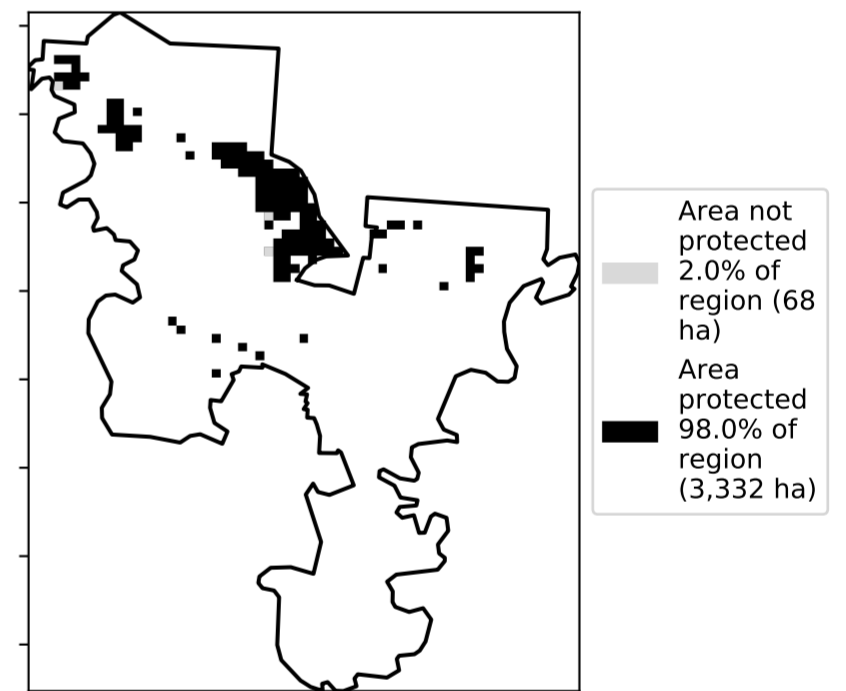 Area not
protected
2.0% of
region (68
ha)
Area
protected
98.0% of
region
(3,332 ha)